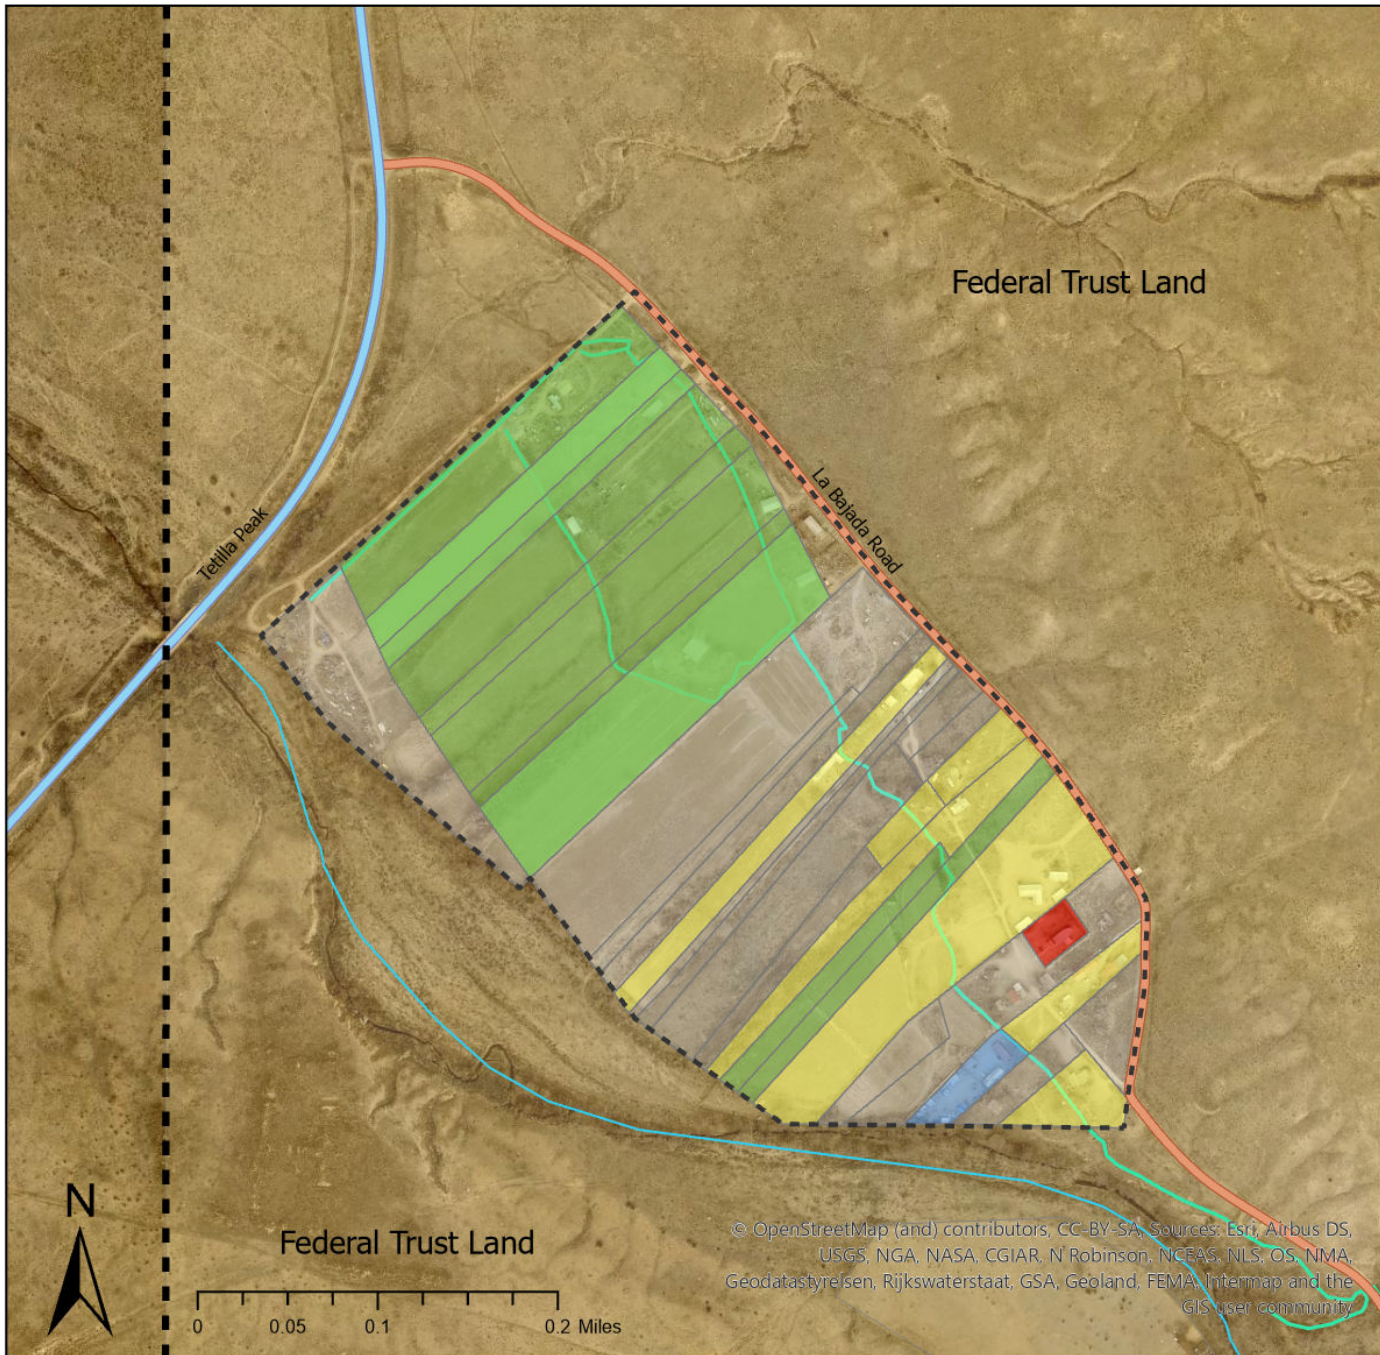 Federal Trust Land
La Bajada Road
Tetilla Peak
N
Federal Trust Land
0 0.05 0.1 0.2 Miles
© OpenStreetMap (and) contributors, CC-BY-SA, Sources: Esri, Airbus DS,
USGS, NGA, NASA, CGIAR, N Robinson, NCEAS, NLS, OS, NMA,
Geodatastyrelsen, Rijkswaterstaat, GSA, Geoland, FEMA, Intermap and the
GIS user community